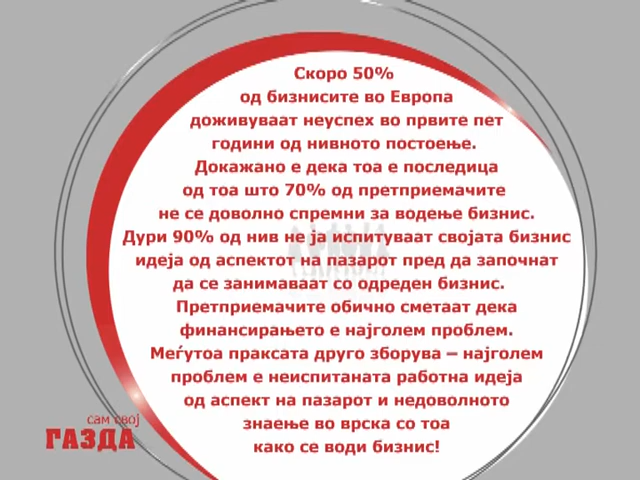 Скоро 50%
од бизнисите во Европа
доживуваат неуспех во првите пет
години од нивното постоење.
Докажано е дека тоа е последица
од тоа што 70% од претприемачите
не се доволно спремни за водење бизнис.
Дури 90% од нив не ја испитуваат својата бизнис
идеја од аспектот на пазарот пред да започнат
да се занимаваат со одреден бизнис.
Претприемачите обично сметаат дека
финансирањето е најголем проблем.
Меѓутоа праксата друго зборува – најголем
проблем е неиспитаната работна идеја
од аспект на пазарот и недоволното
знаење во врска со тоа
како се води бизнис!
сам свој
ГАЗДА